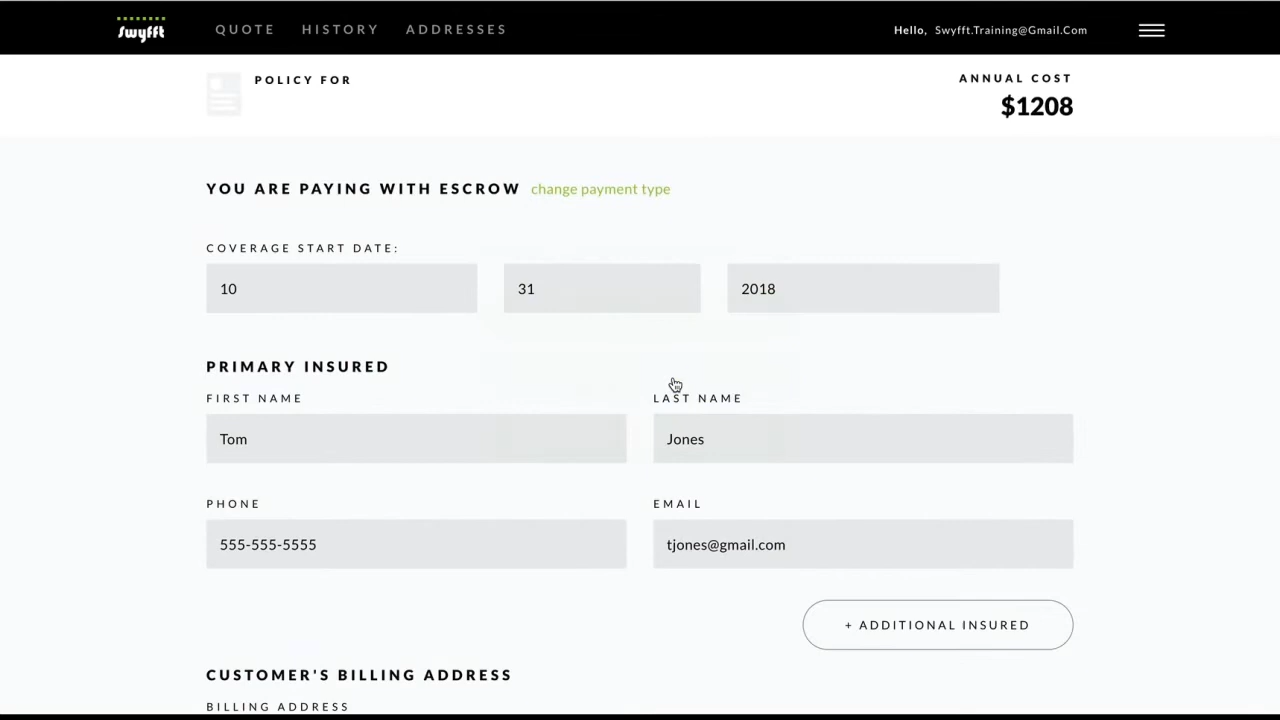 Swyfft QUOTE HISTORY ADDRESSES Hello, Swyfft.Training@Gmail.Com
POLICY FOR
ANNUAL COST
$1208
YOU ARE PAYING WITH ESCROW change payment type
COVERAGE START DATE:
10 31 2018
PRIMARY INSURED
FIRST NAME LAST NAME
Tom Jones
PHONE EMAIL
555-555-5555 tjones@gmail.com
+ ADDITIONAL INSURED
CUSTOMER'S BILLING ADDRESS
BILLING ADDRESS